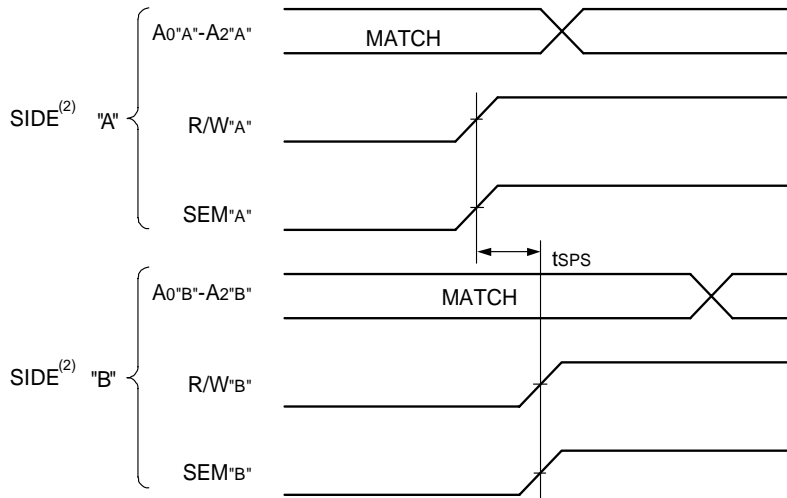 A0"A"-A2"A"
MATCH
SIDE(2) "A"
R/W"A"
SEM"A"
tSPS
A0"B"-A2"B"
MATCH
SIDE(2) "B"
R/W"B"
SEM"B"